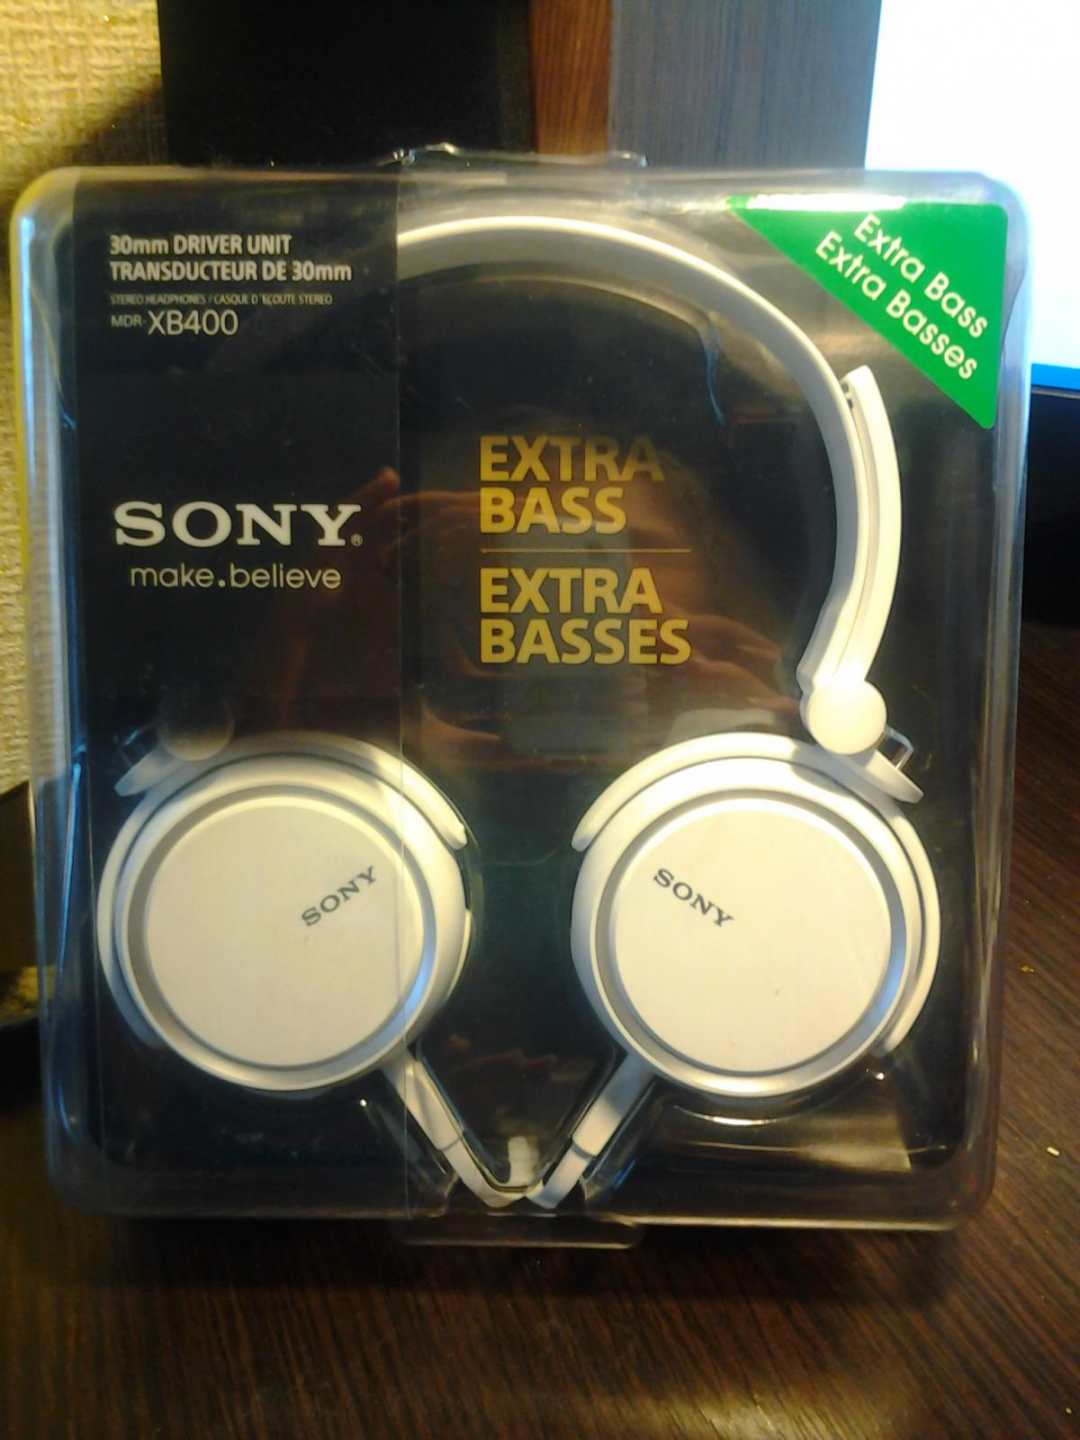 30mm DRIVER UNIT
TRANSDUCTEUR DE 30mm
STEREO HEADPHONES / CASQUE D'ÉCOUTE STEREO
MDR-XB400
Extra Bass
Extra Basses
EXTRA
BASS
EXTRA
BASSES
SONY®
make.believe
SONY
SONY